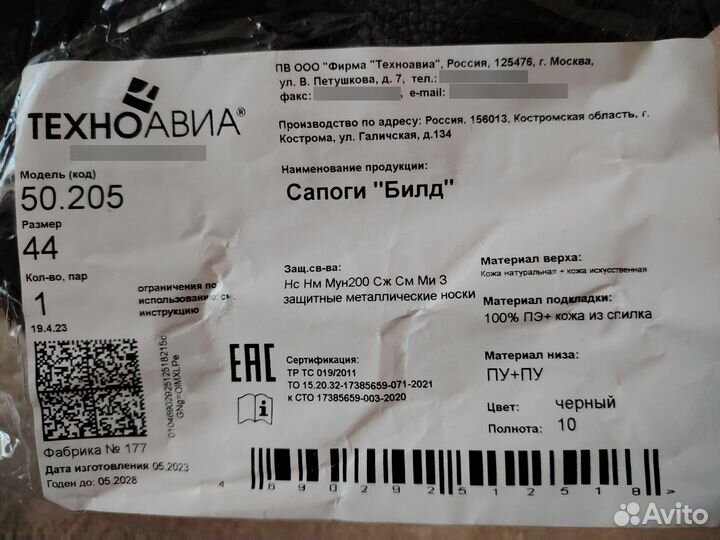 ТЕХНОАВИА®
ПВ ООО "Фирма "Техноавиа", Россия, 125476, г. Москва,
ул. В. Петушкова, д. 7, тел.:
факс: , e-mail:
Производство по адресу: Россия. 156013, Костромская область, г.
Кострома, ул. Галичская, д.134
Наименование продукции:
Сапоги "Билд"
Модель (код)
50.205
Размер
44
Кол-во, пар
1
19.4.23
ограничения по
использованию: см.
инструкцию
Защ.св-ва:
Нс Нм Мун200 Сж См Ми З
защитные металлические носки
Материал верха:
Кожа натуральная + кожа искусственная
Материал подкладки:
100% ПЭ+ кожа из спилка
Материал низа:
ПУ+ПУ
Цвет: черный
Полнота: 10
EAC
Сертификация:
ТР ТС 019/2011
ТО 15.20.32-17385659-071-2021
к СТО 17385659-003-2020
Фабрика № 177
Дата изготовления 05.2023
Годен до: 05.2028
4 690292 512518 >
Avito